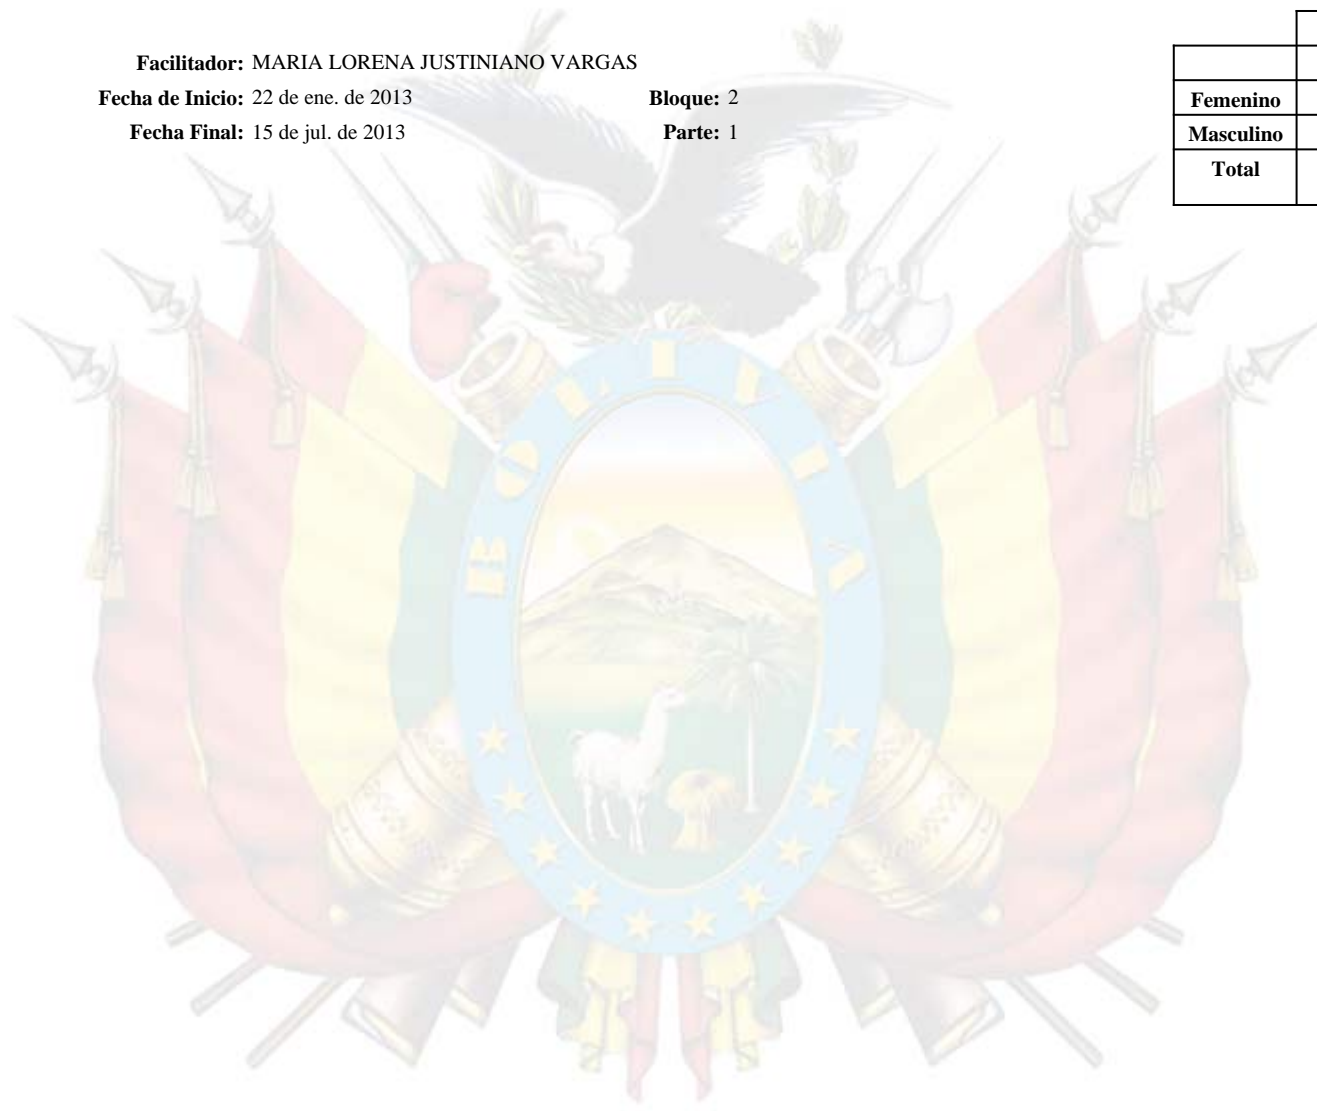 Facilitador: MARIA LORENA JUSTINIANO VARGAS
Fecha de Inicio: 22 de ene. de 2013 Bloque: 2
Fecha Final: 15 de jul. de 2013 Parte: 1
Femenino
Masculino
Total
BOLIVIA